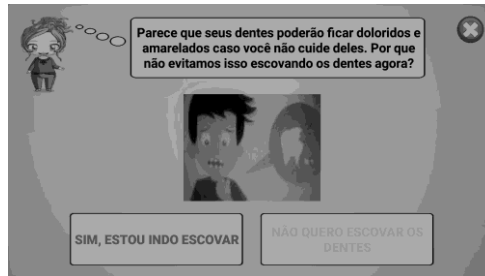 Parece que seus dentes poderão ficar doloridos e
amarelados caso você não cuide deles. Por que
não evitamos isso escovando os dentes agora?
SIM, ESTOU INDO ESCOVAR
NÃO QUERO ESCOVAR OS
DENTES